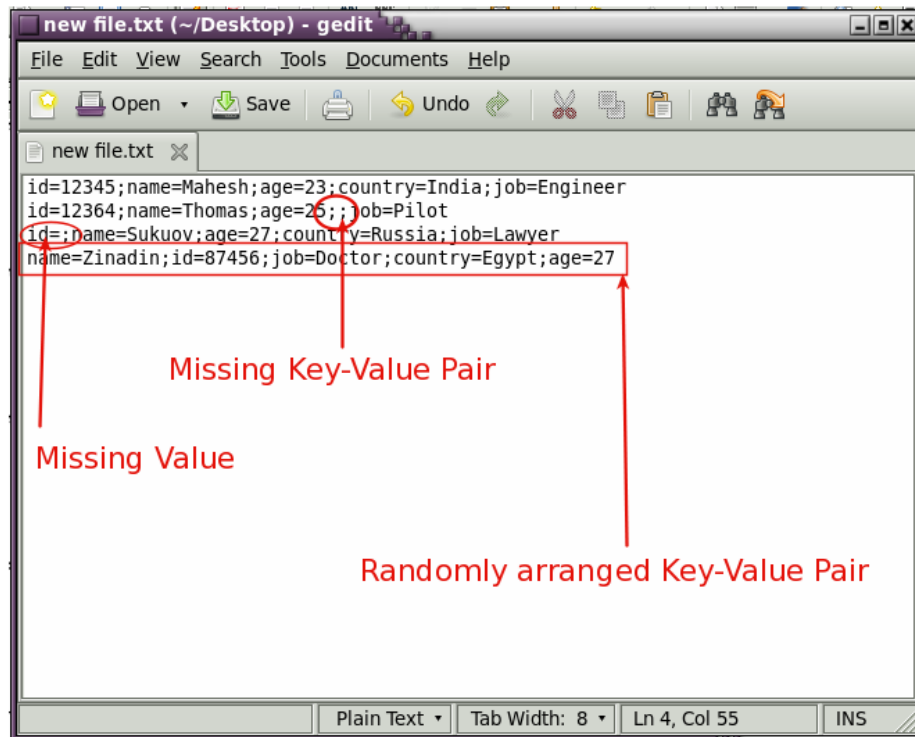 new file.txt (~/Desktop) - gedit
File Edit View Search Tools Documents Help
Open Save Undo
new file.txt
id=12345;name=Mahesh;age=23;country=India;job=Engineer
id=12364;name=Thomas;age=25;;job=Pilot
id=;name=Sukuov;age=27;country=Russia;job=Lawyer
name=Zinadin;id=87456;job=Doctor;country=Egypt;age=27
Missing Key-Value Pair
Missing Value
Randomly arranged Key-Value Pair
Plain Text Tab Width: 8 Ln 4, Col 55 INS